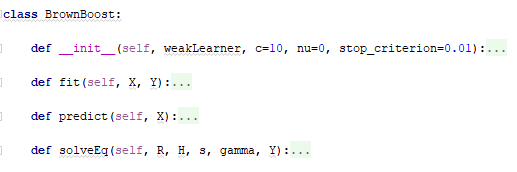 class BrownBoost:
def __init__(self, weakLearner, c=10, nu=0, stop_criterion=0.01):...
def fit(self, X, Y):...
def predict(self, X):...
def solveEq(self, R, H, s, gamma, Y):...